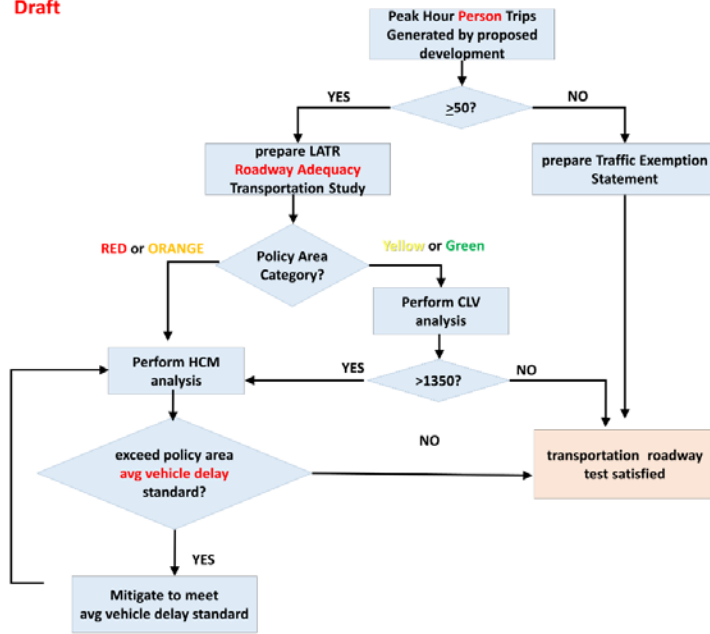 Draft
Peak Hour Person Trips
Generated by proposed
development
YES
≥50?
NO
prepare LATR
Roadway Adequacy
Transportation Study
prepare Traffic Exemption
Statement
RED or ORANGE
Policy Area
Category?
Yellow or Green
Perform CLV
analysis
Perform HCM
analysis
YES
>1350?
NO
exceed policy area
avg vehicle delay
standard?
NO
transportation roadway
test satisfied
YES
Mitigate to meet
avg vehicle delay standard